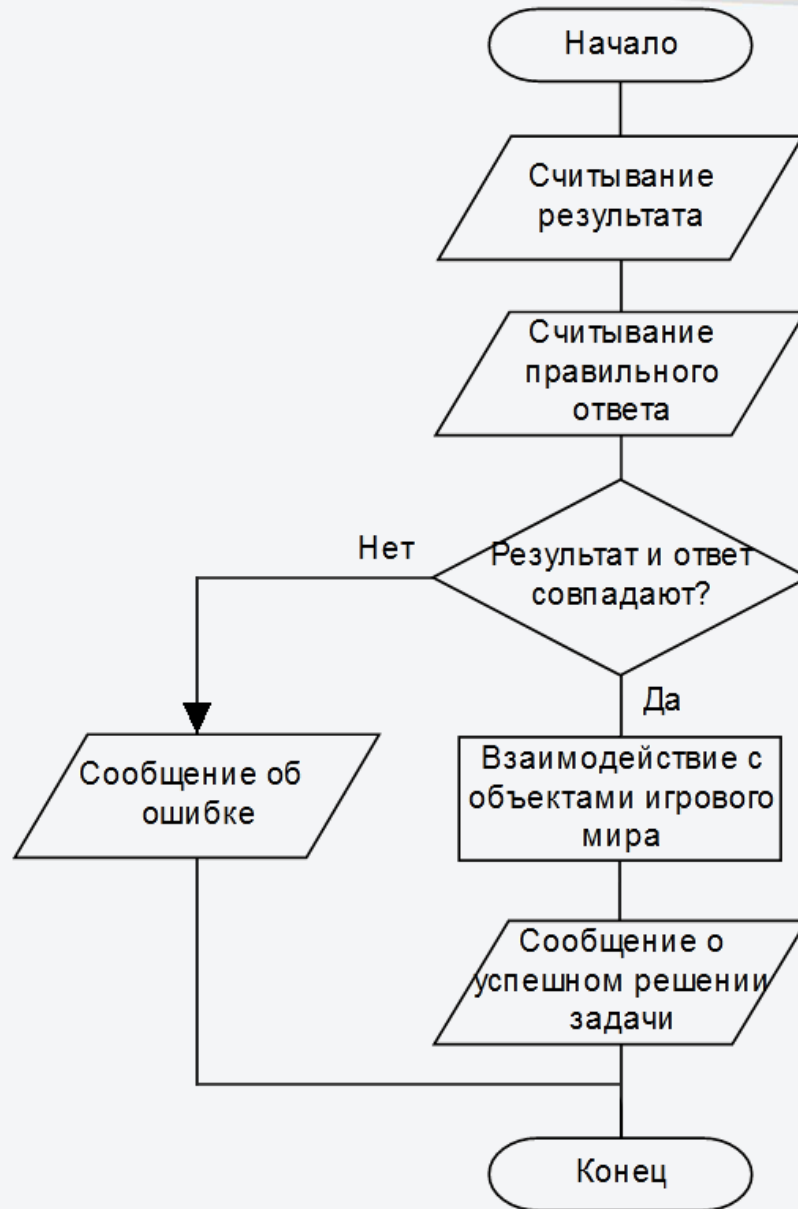 Начало
Считывание
результата
Считывание
правильного
ответа
Нет
Результат и ответ
совпадают?
Да
Сообщение об
ошибке
Взаимодействие с
объектами игрового
мира
Сообщение о
успешном решении
задачи
Конец